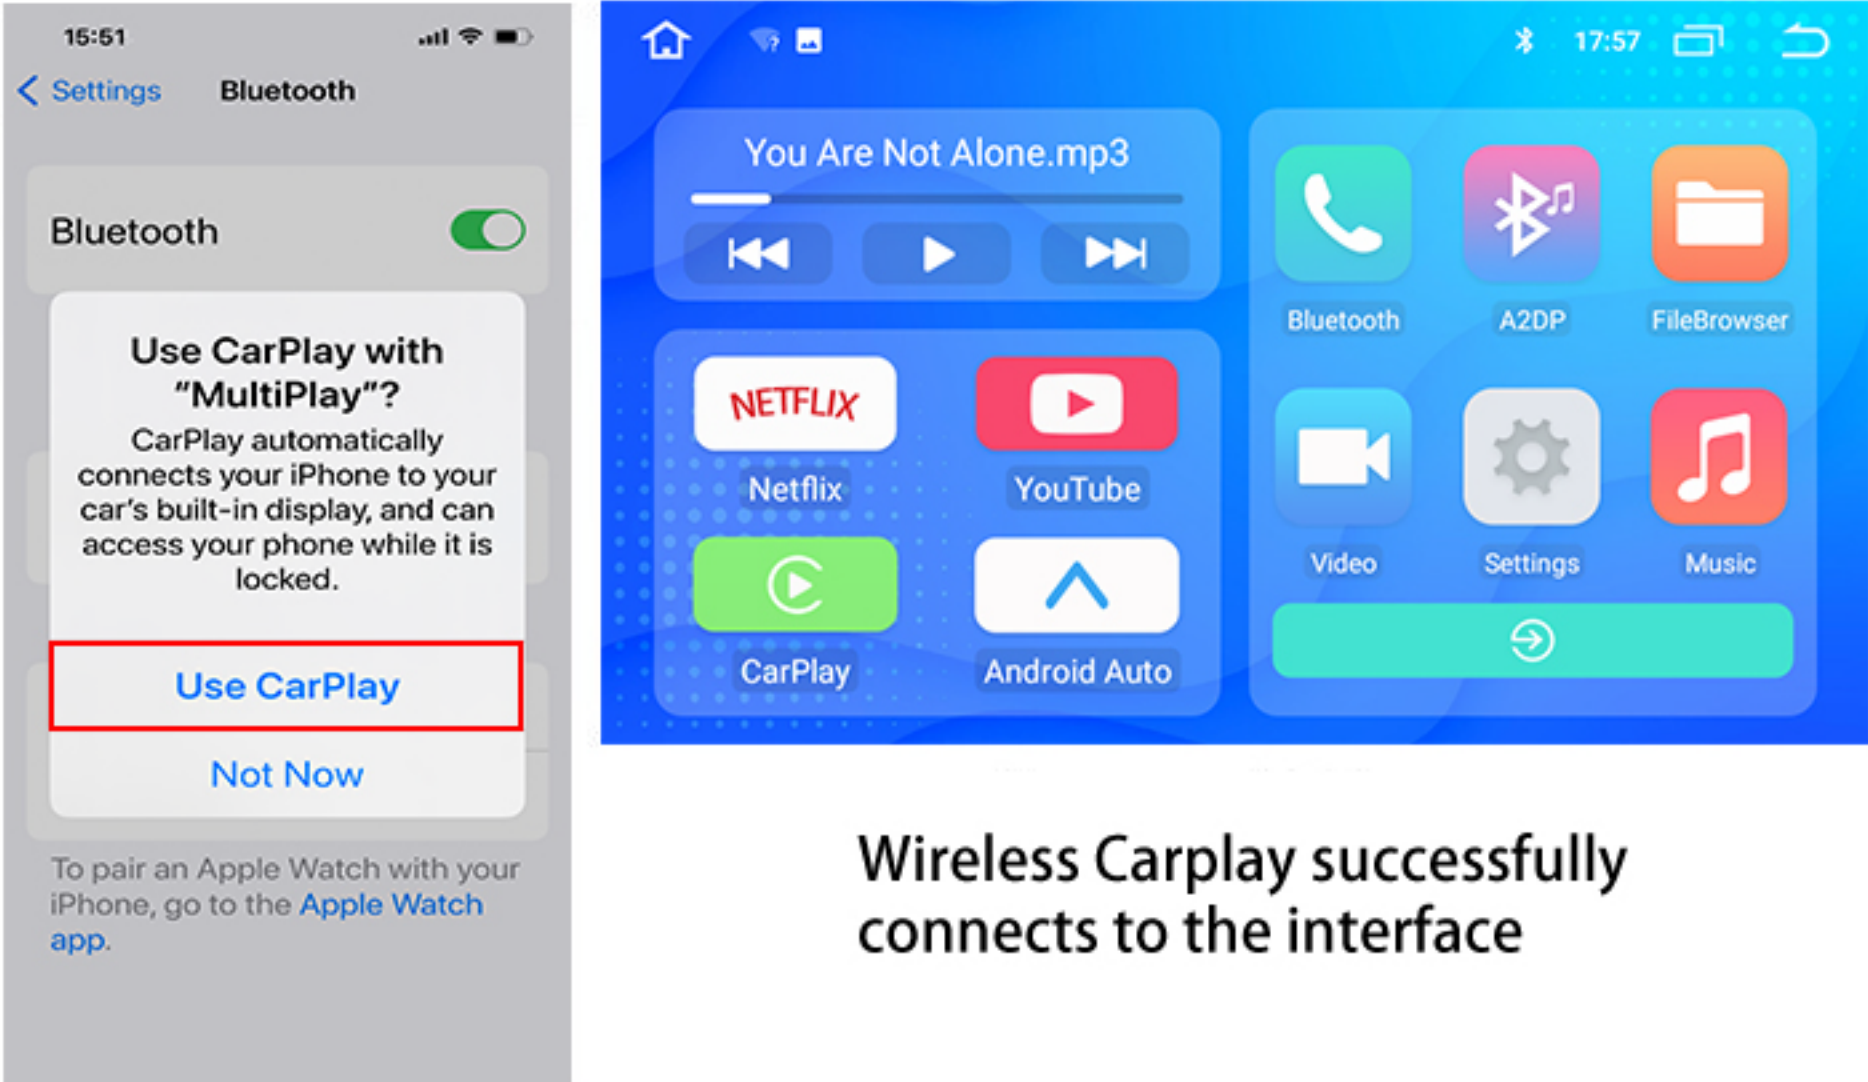 15:51
Settings
Bluetooth
Bluetooth
Use CarPlay with
“MultiPlay”?
CarPlay automatically
connects your iPhone to your
car’s built-in display, and can
access your phone while it is
locked.
Use CarPlay
Not Now
To pair an Apple Watch with your
iPhone, go to the Apple Watch
app.
17:57
You Are Not Alone.mp3
NETFLIX
Netflix
YouTube
CarPlay
Android Auto
Bluetooth
A2DP
FileBrowser
Video
Settings
Music
Wireless Carplay successfully
connects to the interface